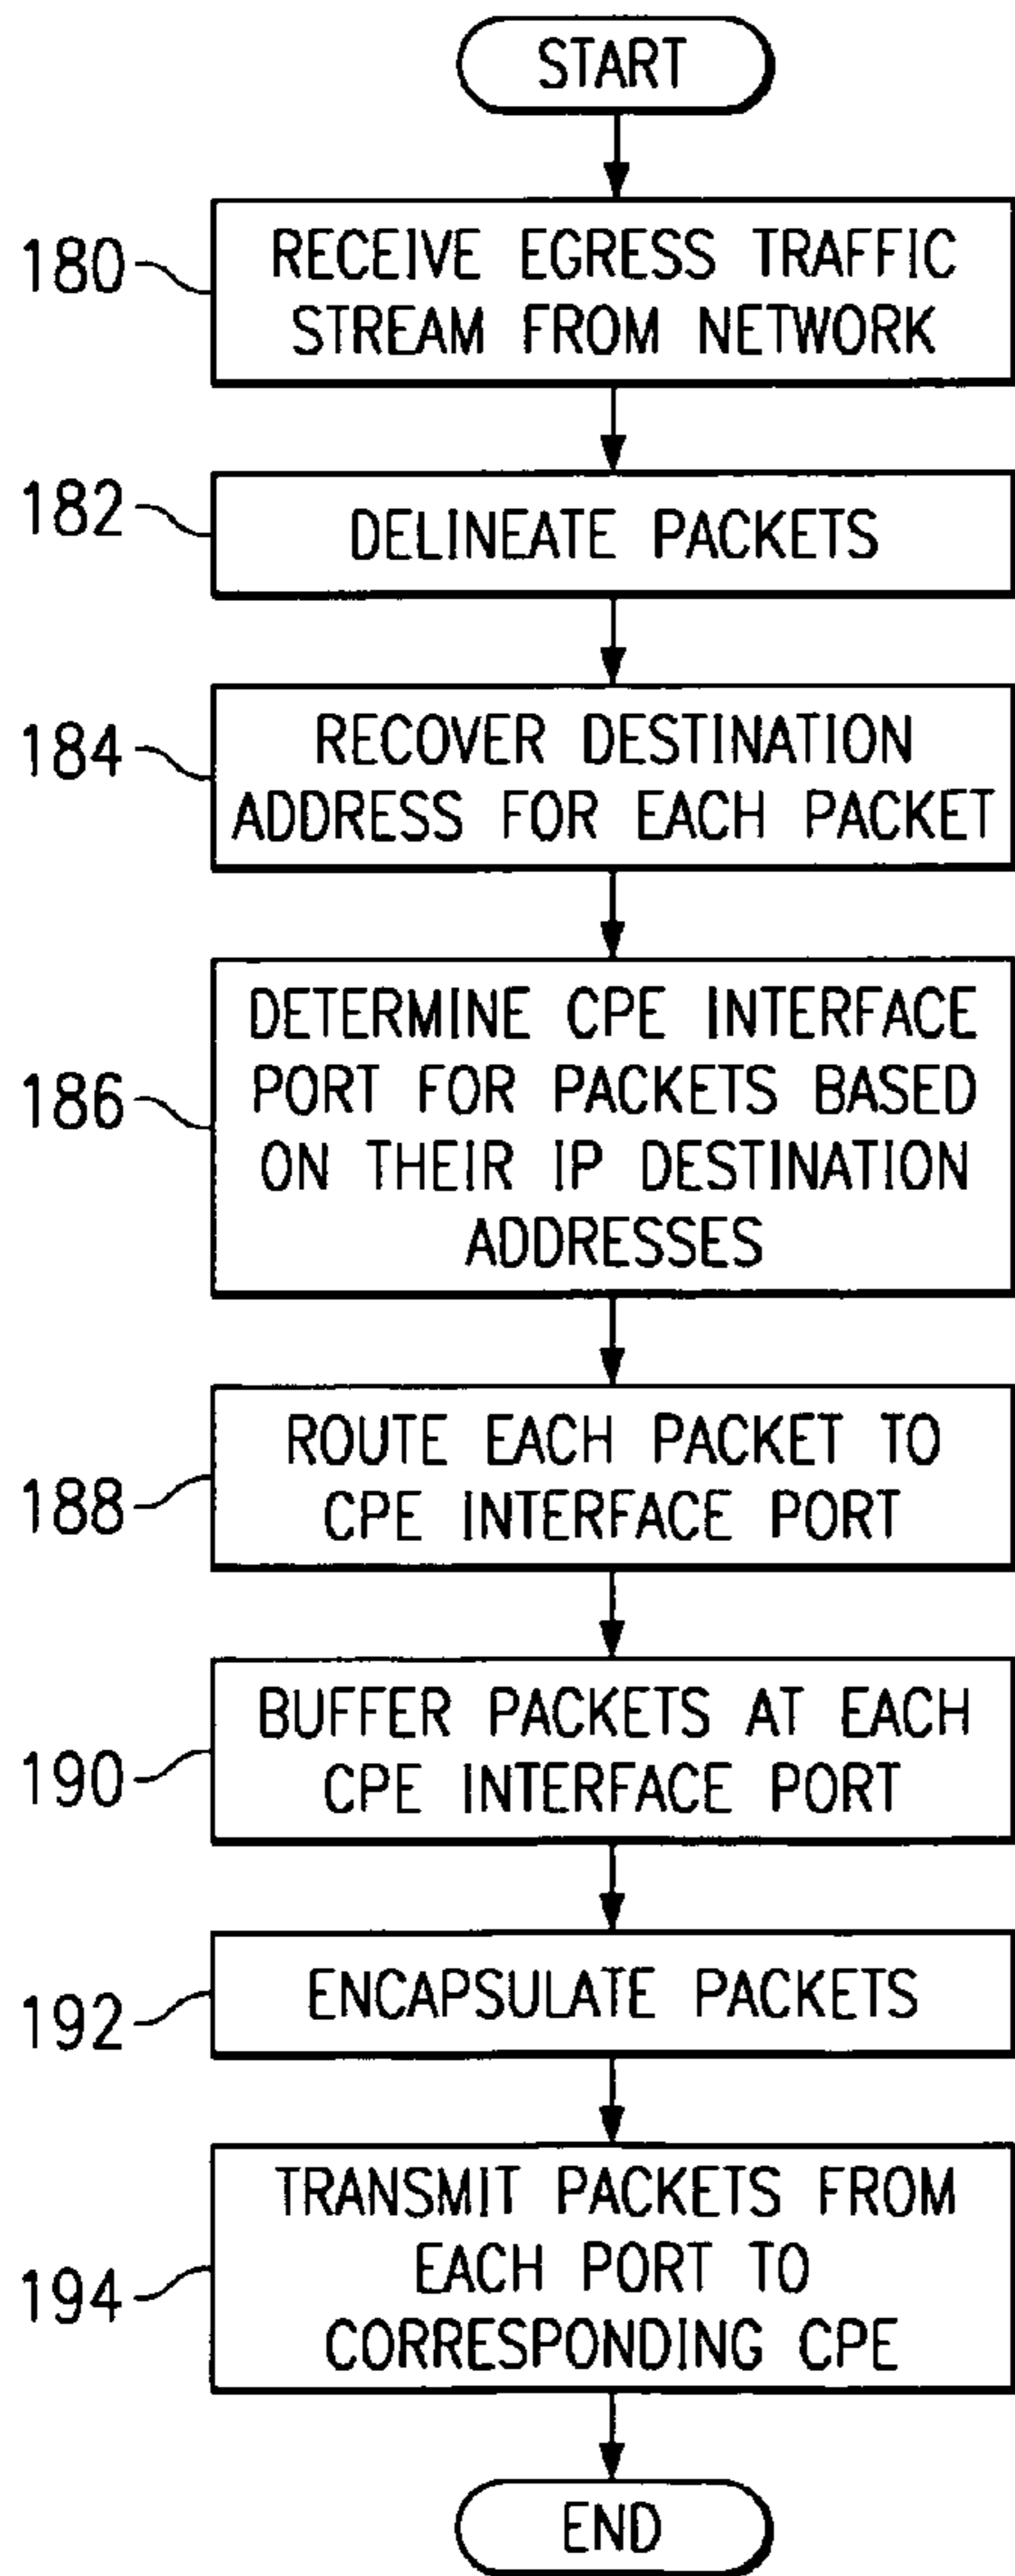 START
180
RECEIVE EGRESS TRAFFIC
STREAM FROM NETWORK
182
DELINEATE PACKETS
184
RECOVER DESTINATION
ADDRESS FOR EACH PACKET
186
DETERMINE CPE INTERFACE
PORT FOR PACKETS BASED
ON THEIR IP DESTINATION
ADDRESSES
188
ROUTE EACH PACKET TO
CPE INTERFACE PORT
190
BUFFER PACKETS AT EACH
CPE INTERFACE PORT
192
ENCAPSULATE PACKETS
194
TRANSMIT PACKETS FROM
EACH PORT TO
CORRESPONDING CPE
END